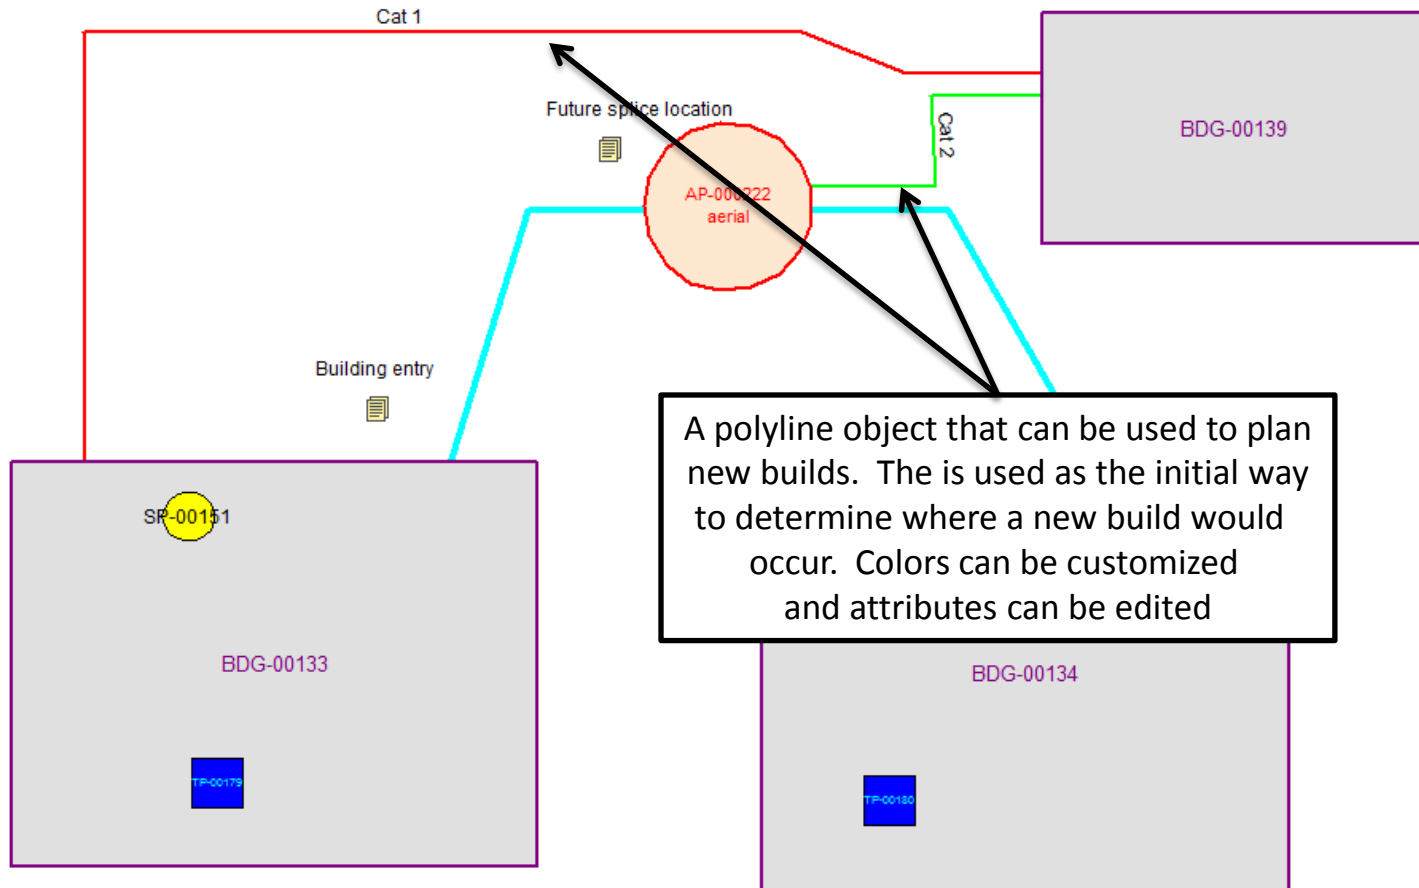 Cat 1
Future splice location
Cat 2
BDG-00139
AP-000222
aerial
Building entry
A polyline object that can be used to plan
new builds.  The is used as the initial way
to determine where a new build would
occur.  Colors can be customized
and attributes can be edited
SP-00151
BDG-00133
BDG-00134
TP-00179
TP-00180